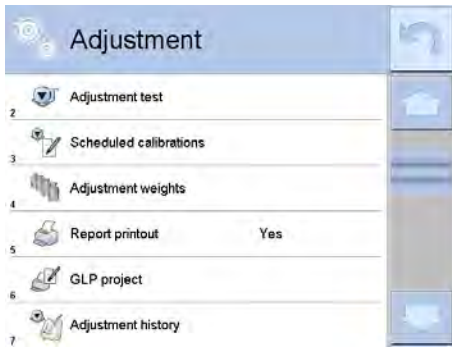 Adjustment
2 Adjustment test
3 Scheduled calibrations
4 Adjustment weights
5 Report printout Yes
6 GLP project
7 Adjustment history